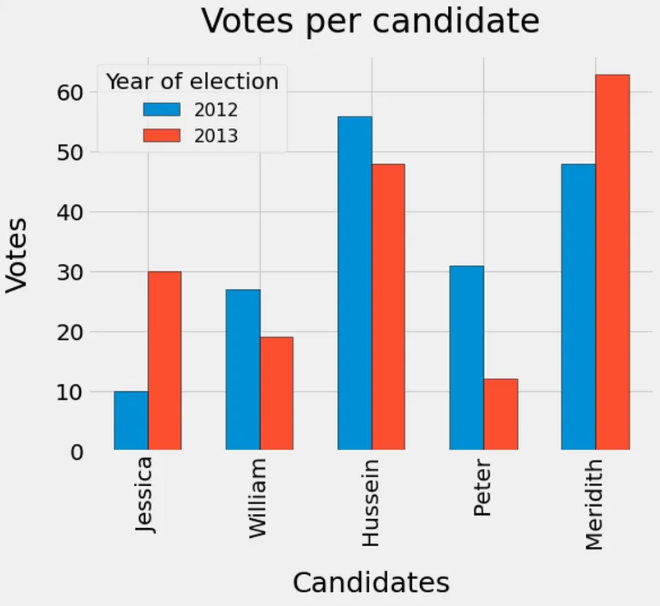 Votes per candidate
Year of election
2012
2013
60
50
40
30
20
10
0
Votes
Jessica
William
Hussein
Peter
Meridith
Candidates